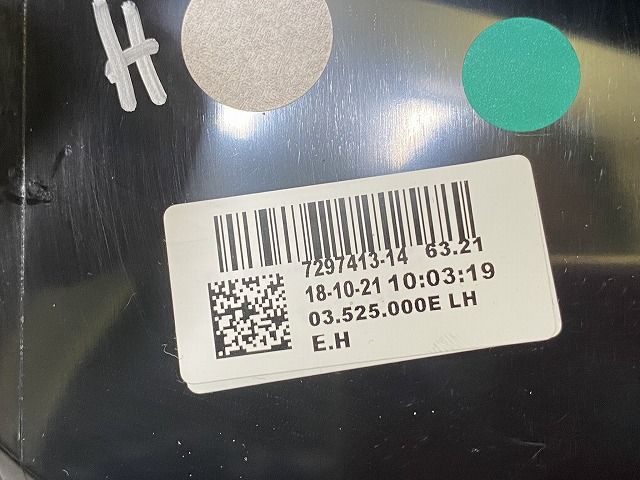 H
7297413-14 63.21
18-10-21 10:03:19
03.525.000E LH
E.H